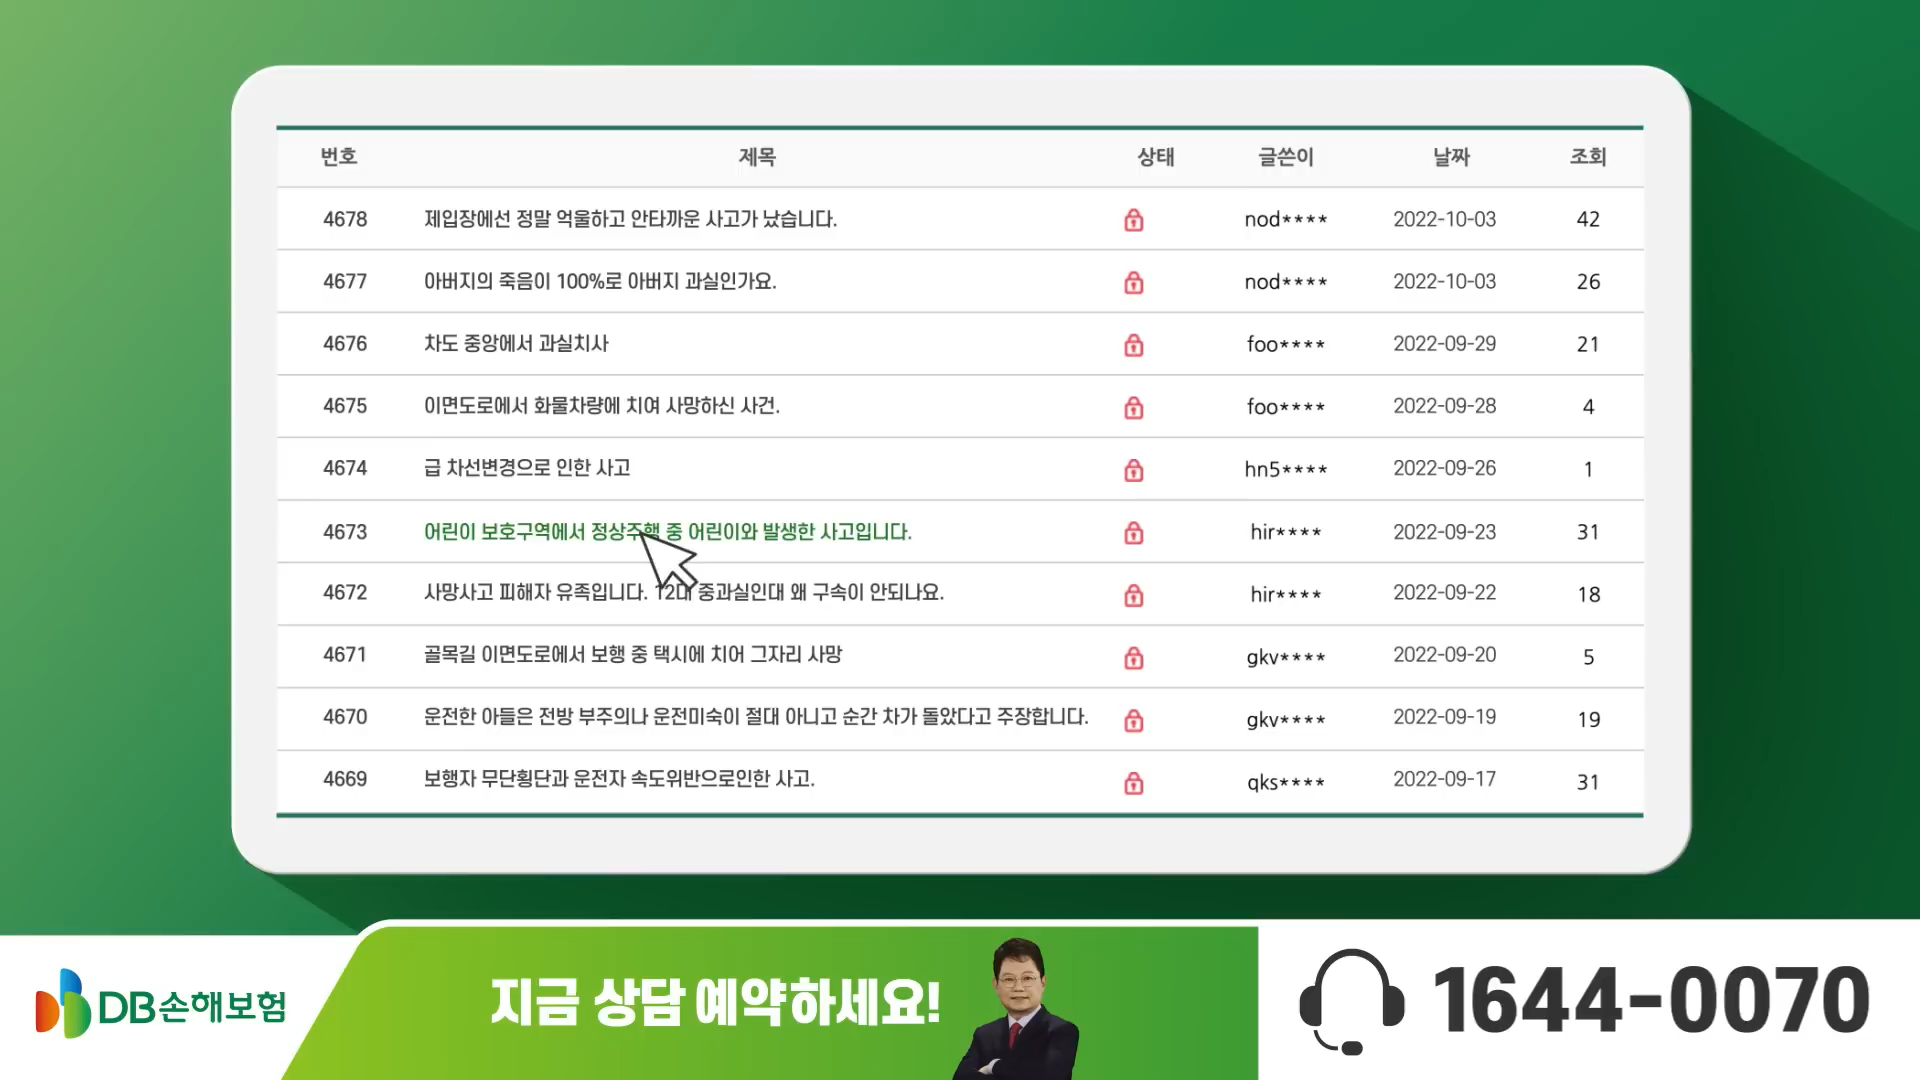 번호 제목 상태 글쓴이 날짜 조회
4678 제입장에선 정말 억울하고 안타까운 사고가 났습니다. nod**** 2022-10-03 42
4677 아버지의 죽음이 100%로 아버지 과실인가요. nod**** 2022-10-03 26
4676 차도 중앙에서 과실치사 foo**** 2022-09-29 21
4675 이면도로에서 화물차량에 치여 사망하신 사건. foo**** 2022-09-28 4
4674 급 차선변경으로 인한 사고 hn5**** 2022-09-26 1
4673 어린이 보호구역에서 정상주행 중 어린이와 발생한 사고입니다. hir**** 2022-09-23 31
4672 사망사고 피해자 유족입니다. 12대 중과실인대 왜 구속이 안되나요. hir**** 2022-09-22 18
4671 골목길 이면도로에서 보행 중 택시에 치어 그자리 사망 gkv**** 2022-09-20 5
4670 운전한 아들은 전방 부주의나 운전미숙이 절대 아니고 순간 차가 돌았다고 주장합니다. gkv**** 2022-09-19 19
4669 보행자 무단횡단과 운전자 속도위반으로인한 사고. qks**** 2022-09-17 31
DB손해보험 지금 상담 예약하세요! 1644-0070